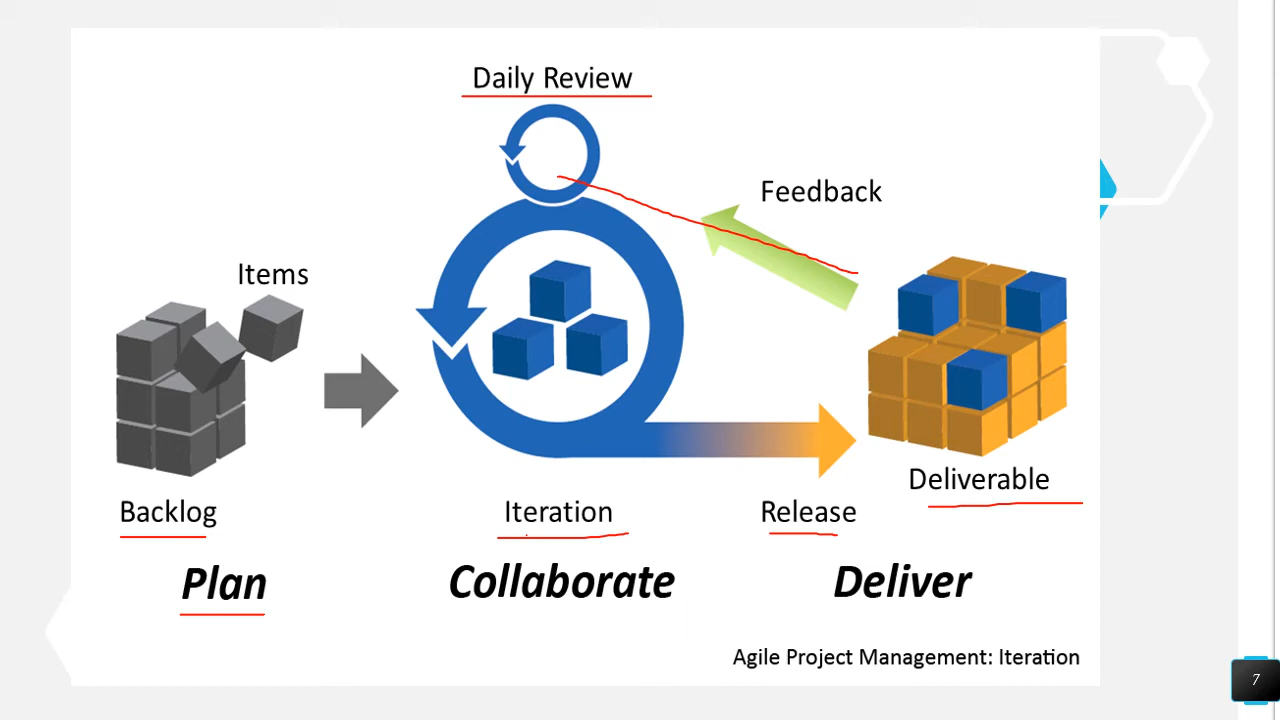 Daily Review
Feedback
Items
Deliverable
Backlog
Iteration
Release
Plan
Collaborate
Deliver
Agile Project Management: Iteration
7